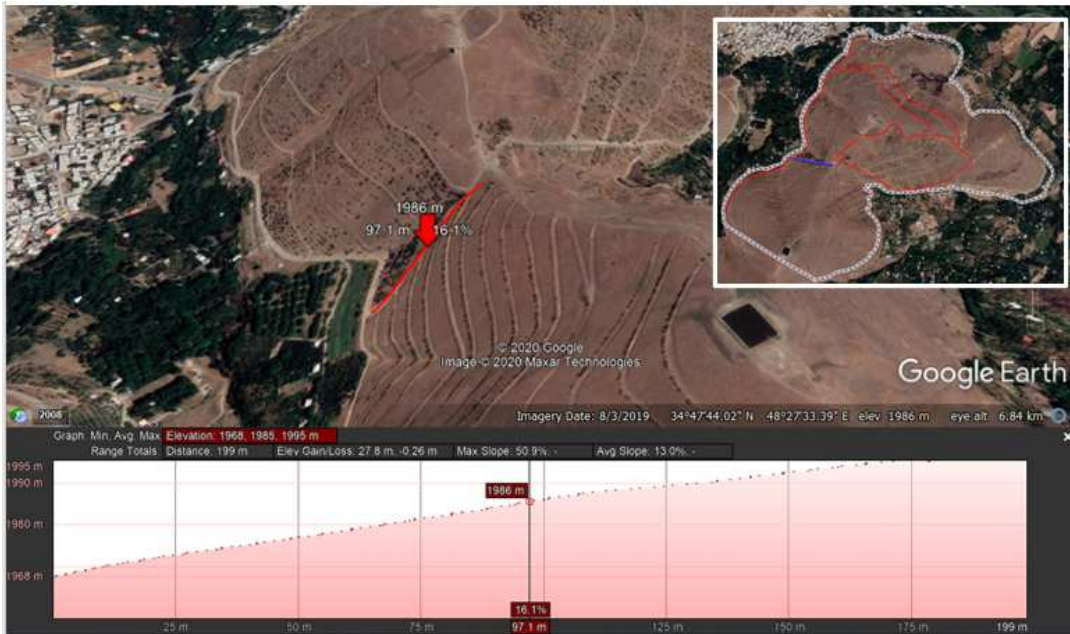 1986 m
97.1 m 16.1%
© 2020 Google
Image © 2020 Maxar Technologies
Google Earth
2008
Imagery Date: 8/3/2019 34°47'44.02" N 48°27'33.39" E elev 1986 m eye alt 6.84 km
Graph: Min, Avg, Max Elevation: 1968, 1985, 1995 m
Range Totals: Distance: 199 m Elev Gain/Loss: 27.8 m, -0.26 m Max Slope: 50.9%, - Avg Slope: 13.0%, -
1995 m
1990 m
1986 m
1980 m
1968 m
16.1%
25 m 50 m 75 m 97.1 m 125 m 150 m 175 m 199 m